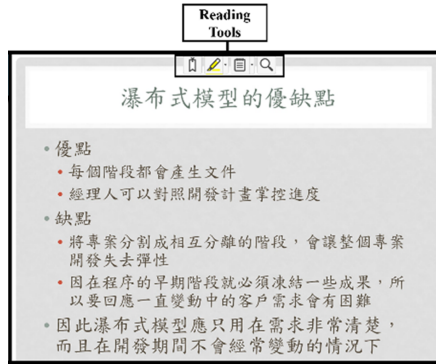 Reading
Tools
瀑布式模型的優缺點
• 優點
• 每個階段都會產生文件
• 經理人可以對照開發計畫掌控進度
• 缺點
• 將專案分割成相互分離的階段，會讓整個專案
開發失去彈性
• 因在程序的早期階段就必須凍結一些成果，所
以要回應一直變動中的客戶需求會有困難
• 因此瀑布式模型應只用在需求非常清楚，
而且在開發期間不會經常變動的情況下